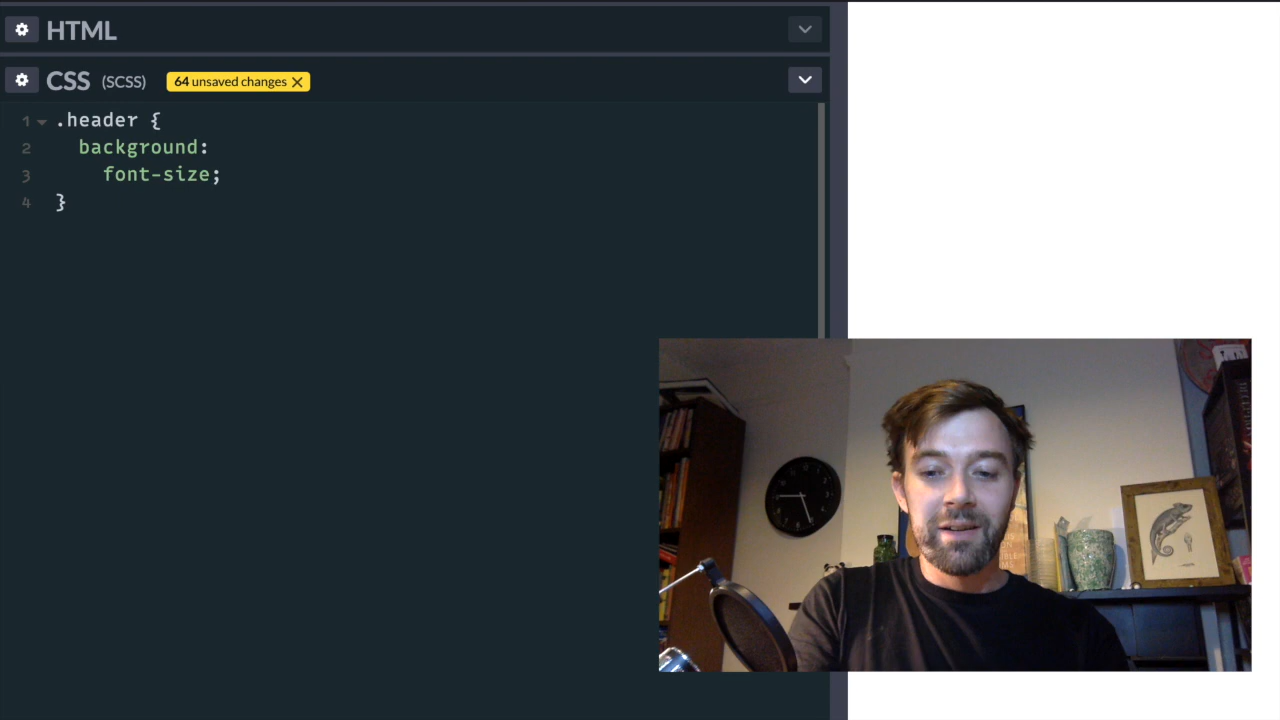 HTML
CSS (SCSS) 64 unsaved changes
1 .header {
2 background:
3 font-size;
4 }